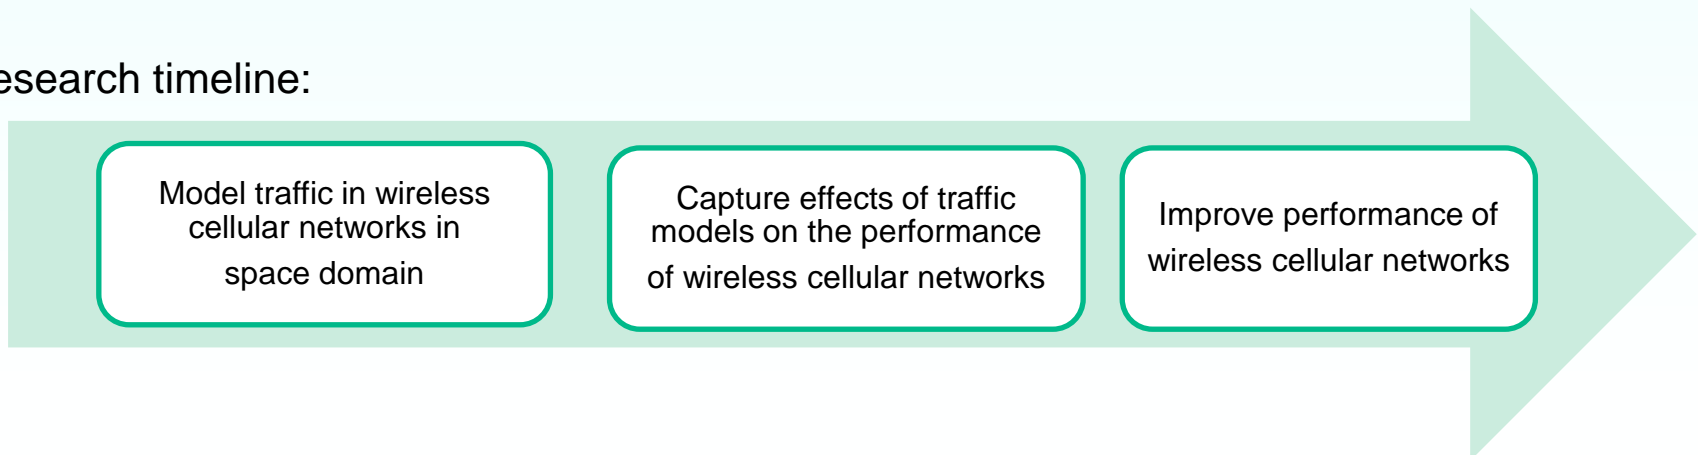 esearch timeline:
Model traffic in wireless
cellular networks in
space domain
Capture effects of traffic
models on the performance
of wireless cellular networks
Improve performance of
wireless cellular networks